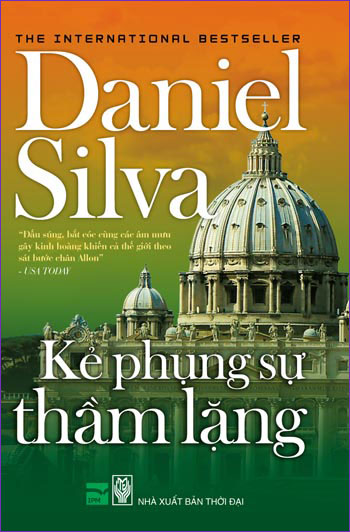 THE INTERNATIONAL BESTSELLER
Daniel
Silva
“Đấu súng, bắt cóc cùng các âm mưu
gây kinh hoàng khiến cả thế giới theo
sát bước chân Allon”
- USA TODAY
Kẻ phụng sự
thầm lặng
NHÀ XUẤT BẢN THỜI ĐẠI